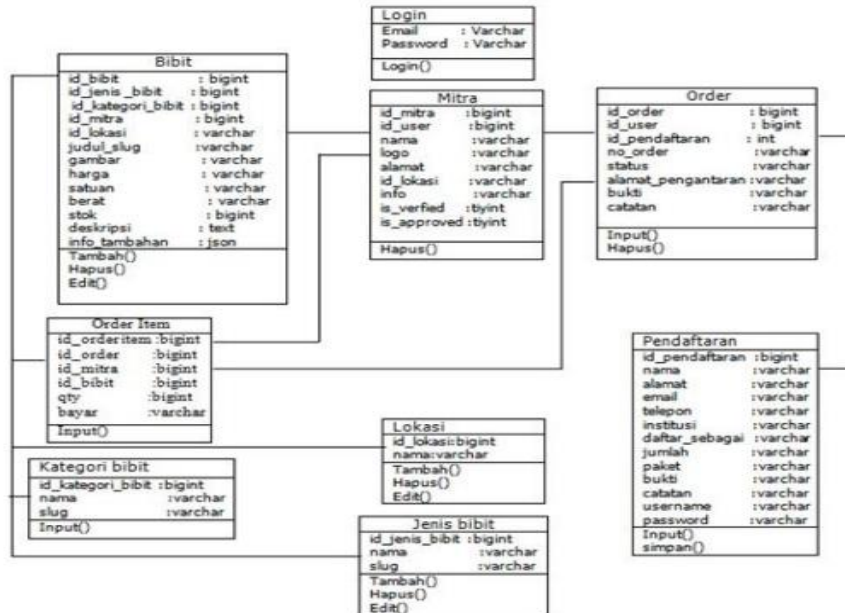 Login
Email : Varchar
Password : Varchar
Login()
Bibit
id_bibit : bigint
id_jenis_bibit : bigint
id_kategori_bibit : bigint
id_mitra : bigint
id_lokasi : varchar
judul_slug :varchar
gambar : varchar
harga : varchar
satuan : varchar
berat : varchar
stok : bigint
deskripsi : text
info_tambahan : json
Tambah()
Hapus()
Edit()
Mitra
id_mitra :bigint
id_user :bigint
nama :varchar
logo :varchar
alamat :varchar
id_lokasi :varchar
info :varchar
is_verfied :tiyint
is_approved :tiyint
Hapus()
Order
id_order : bigint
id_user : bigint
id_pendaftaran : int
no_order :varchar
status :varchar
alamat_pengantaran :varchar
bukti :varchar
catatan :varchar
Input()
Hapus()
Order Item
id_orderitem :bigint
id_order :bigint
id_mitra :bigint
id_bibit :bigint
qty :bigint
bayar :varchar
Input()
Pendaftaran
id_pendaftaran :bigint
nama :varchar
alamat :varchar
email :varchar
telepon :varchar
institusi :varchar
daftar_sebagai :varchar
jumlah :varchar
paket :varchar
bukti :varchar
catatan :varchar
username :varchar
password :varchar
Input()
simpan()
Lokasi
id_lokasi:bigint
nama:varchar
Tambah()
Hapus()
Edit()
Kategori bibit
id_kategori_bibit :bigint
nama :varchar
slug :varchar
Input()
Jenis bibit
id_jenis_bibit :bigint
nama :varchar
slug :varchar
Tambah()
Hapus()
Edit()